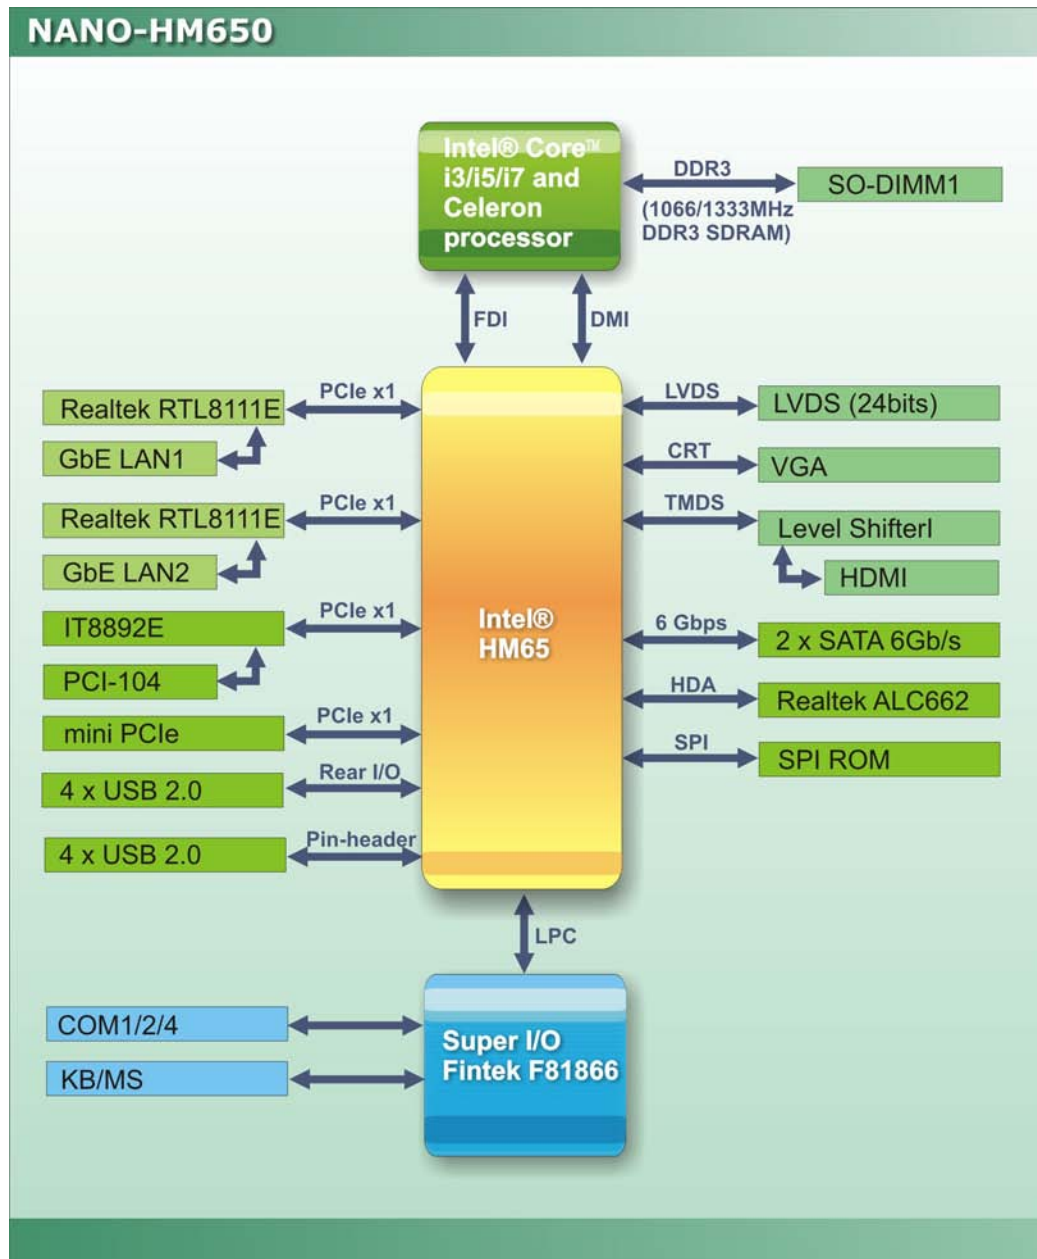 NANO-HM650
Intel® Core™
i3/i5/i7 and
Celeron
processor
DDR3
(1066/1333MHz
DDR3 SDRAM)
SO-DIMM1
FDI
DMI
Realtek RTL8111E
PCIe x1
GbE LAN1
Realtek RTL8111E
PCIe x1
GbE LAN2
IT8892E
PCIe x1
PCI-104
mini PCIe
PCIe x1
4 x USB 2.0
Rear I/O
4 x USB 2.0
Pin-header
Intel®
HM65
LVDS
LVDS (24bits)
CRT
VGA
TMDS
Level ShifterI
HDMI
6 Gbps
2 x SATA 6Gb/s
HDA
Realtek ALC662
SPI
SPI ROM
LPC
COM1/2/4
KB/MS
Super I/O
Fintek F81866